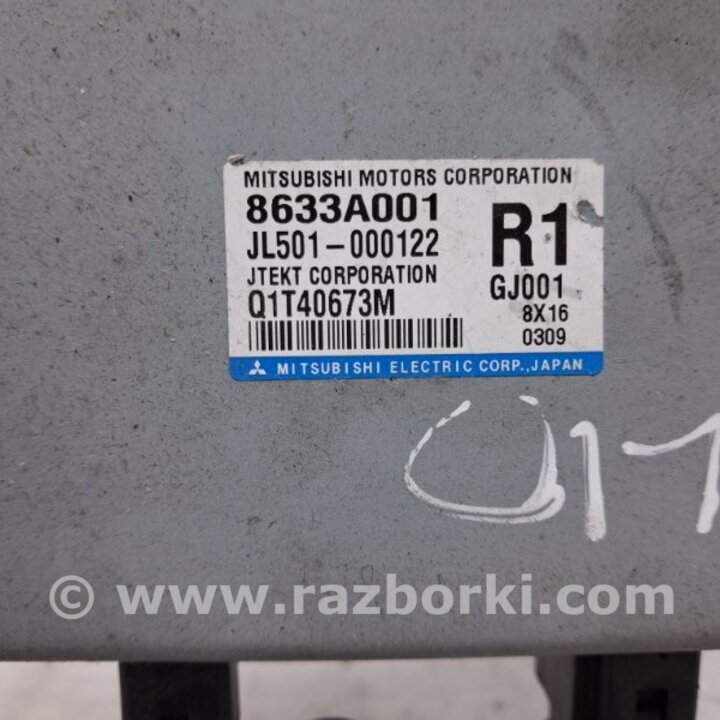 MITSUBISHI MOTORS CORPORATION
8633A001
JL501-000122
R1
JTEKT CORPORATION
Q1T40673M
GJ001
8X16
0309
MITSUBISHI ELECTRIC CORP., JAPAN
© www.razborki.com